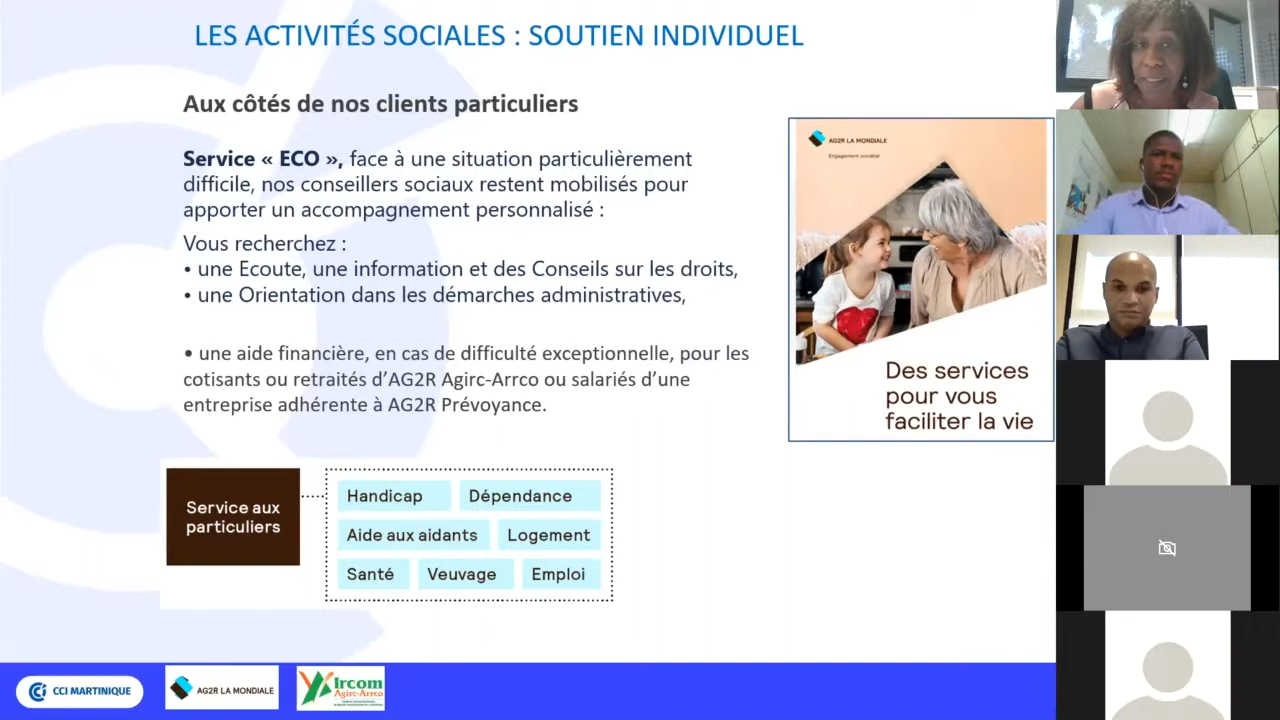 LES ACTIVITÉS SOCIALES : SOUTIEN INDIVIDUEL
Aux côtés de nos clients particuliers
Service « ECO », face à une situation particulièrement
difficile, nos conseillers sociaux restent mobilisés pour
apporter un accompagnement personnalisé :
Vous recherchez :
• une Ecoute, une information et des Conseils sur les droits,
• une Orientation dans les démarches administratives,
• une aide financière, en cas de difficulté exceptionnelle, pour les
cotisants ou retraités d’AG2R Agirc-Arrco ou salariés d’une
entreprise adhérente à AG2R Prévoyance.
AG2R LA MONDIALE
Engagement sociétal
Des services
pour vous
faciliter la vie
Service aux
particuliers
Handicap
Dépendance
Aide aux aidants
Logement
Santé
Veuvage
Emploi
CCI MARTINIQUE
AG2R LA MONDIALE
Ircom
Agirc-Arrco